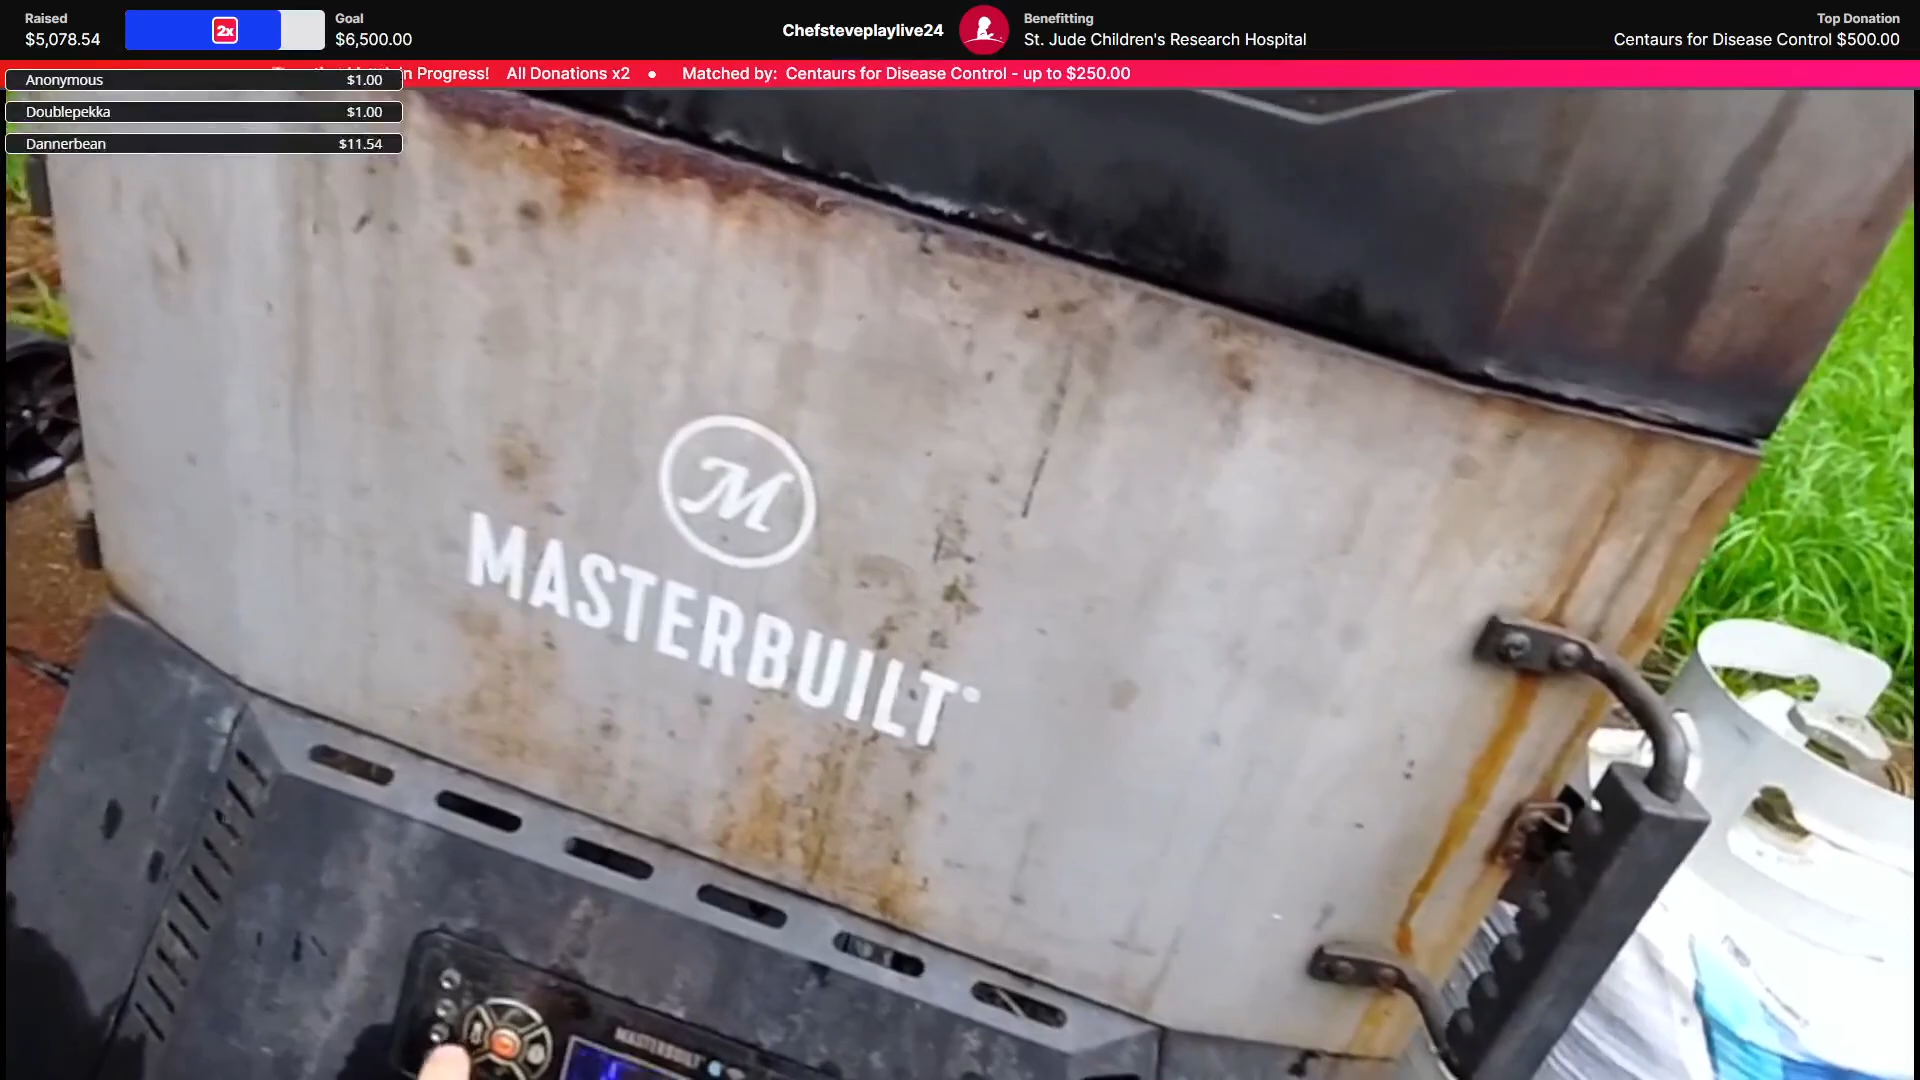 Raised
$5,078.54
2x
Goal
$6,500.00
Chefsteveplaylive24
Benefitting
St. Jude Children's Research Hospital
Top Donation
Centaurs for Disease Control $500.00
in Progress! All Donations x2 • Matched by: Centaurs for Disease Control - up to $250.00
Anonymous $1.00
Doublepekka $1.00
Dannerbean $11.54
M
MASTERBUILT
MASTERBUILT